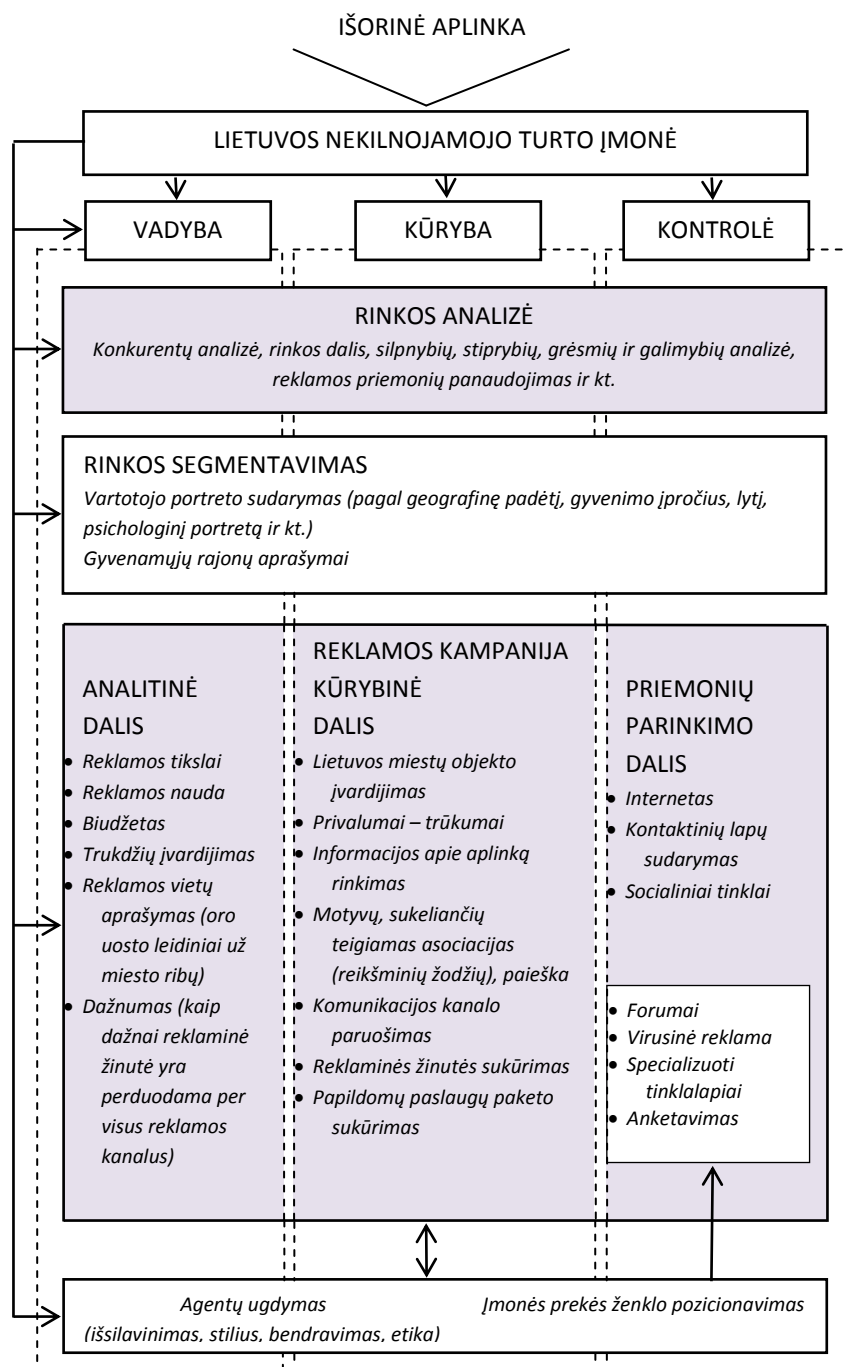 IŠORINĖ APLINKA
LIETUVOS NEKILNOJAMOJO TURTO ĮMONĖ
VADYBA
KŪRYBA
KONTROLĖ
RINKOS ANALIZĖ
Konkurentų analizė, rinkos dalis, silpnybių, stiprybių, grėsmių ir galimybių analizė,
reklamos priemonių panaudojimas ir kt.
RINKOS SEGMENTAVIMAS
Vartotojo portreto sudarymas (pagal geografinę padėtį, gyvenimo įpročius, lytį,
psichologinį portretą ir kt.)
Gyvenamųjų rajonų aprašymai
REKLAMOS KAMPANIJA
ANALITINĖ
DALIS
• Reklamos tikslai
• Reklamos nauda
• Biudžetas
• Trukdžių įvardijimas
• Reklamos vietų
aprašymas (oro
uosto leidiniai už
miesto ribų)
• Dažnumas (kaip
dažnai reklaminė
žinutė yra
perduodama per
visus reklamos
kanalus)
KŪRYBINĖ
DALIS
• Lietuvos miestų objekto
įvardijimas
• Privalumai – trūkumai
• Informacijos apie aplinką
rinkimas
• Motyvų, sukeliančių
teigiamas asociacijas
(reikšminių žodžių), paieška
• Komunikacijos kanalo
paruošimas
• Reklaminės žinutės sukūrimas
• Papildomų paslaugų paketo
sukūrimas
PRIEMONIŲ
PARINKIMO
DALIS
• Internetas
• Kontaktinių lapų
sudarymas
• Socialiniai tinklai
• Forumai
• Virusinė reklama
• Specializuoti
tinklalapiai
• Anketavimas
Agentų ugdymas
(išsilavinimas, stilius, bendravimas, etika)
Įmonės prekės ženklo pozicionavimas